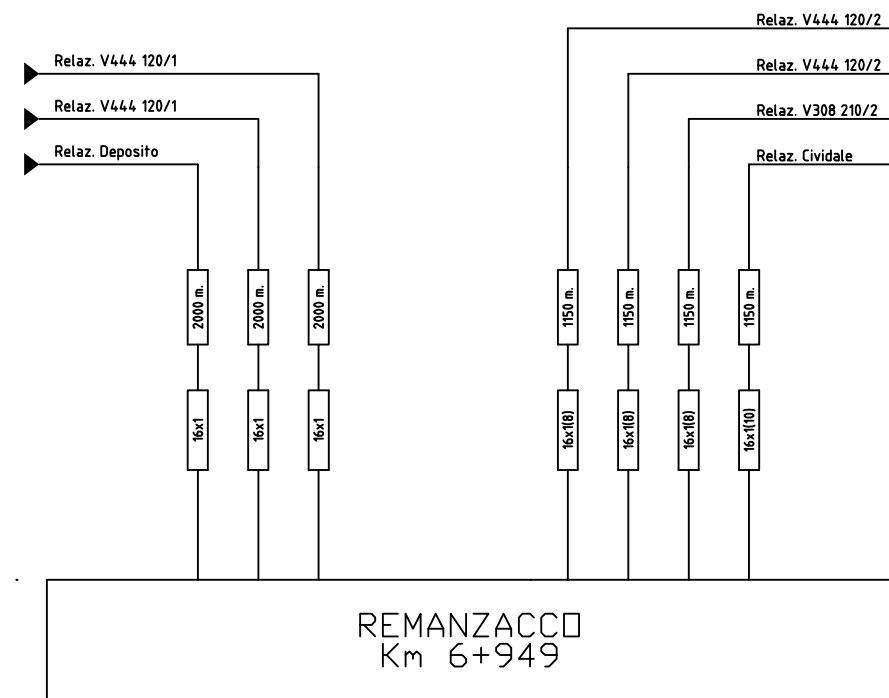 Relaz. V444 120/2
Relaz. V444 120/1
Relaz. V444 120/2
Relaz. V444 120/1
Relaz. V308 210/2
Relaz. Deposito
Relaz. Cividale
2000 m.
2000 m.
2000 m.
1150 m.
1150 m.
1150 m.
1150 m.
16x1
16x1
16x1
16x1(8)
16x1(8)
16x1(8)
16x1(10)
REMANZACCO
Km 6+949